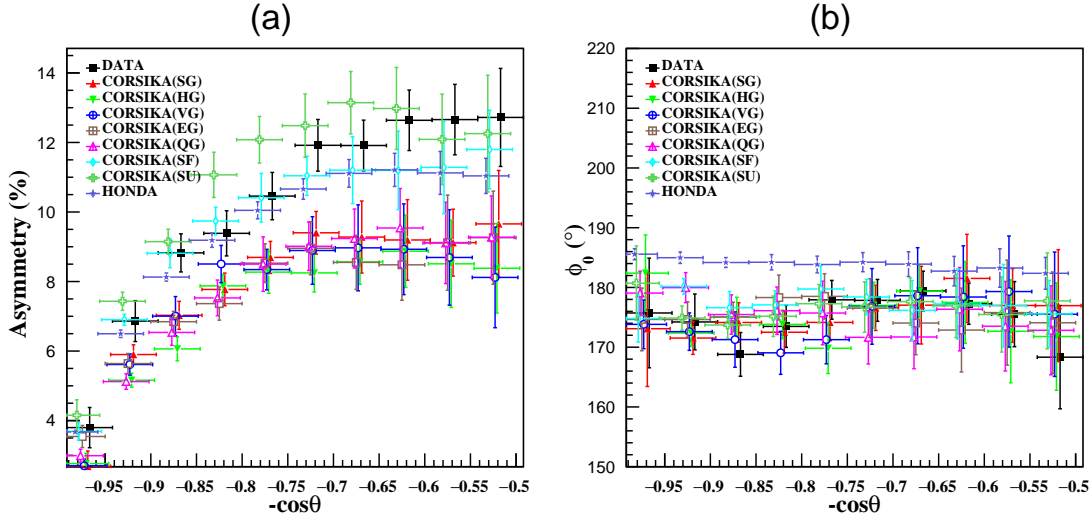 (a)
Asymmetry (%)
14
12
10
8
6
4
DATA
CORSIKA(SG)
CORSIKA(HG)
CORSIKA(VG)
CORSIKA(EG)
CORSIKA(QG)
CORSIKA(SF)
CORSIKA(SU)
HONDA
−0.95 −0.9 −0.85 −0.8 −0.75 −0.7 −0.65 −0.6 −0.55 −0.5
-cosθ
(b)
ϕ0 (°)
220
210
200
190
180
170
160
150
DATA
CORSIKA(SG)
CORSIKA(HG)
CORSIKA(VG)
CORSIKA(EG)
CORSIKA(QG)
CORSIKA(SF)
CORSIKA(SU)
HONDA
−0.95 −0.9 −0.85 −0.8 −0.75 −0.7 −0.65 −0.6 −0.55 −0.5
-cosθ